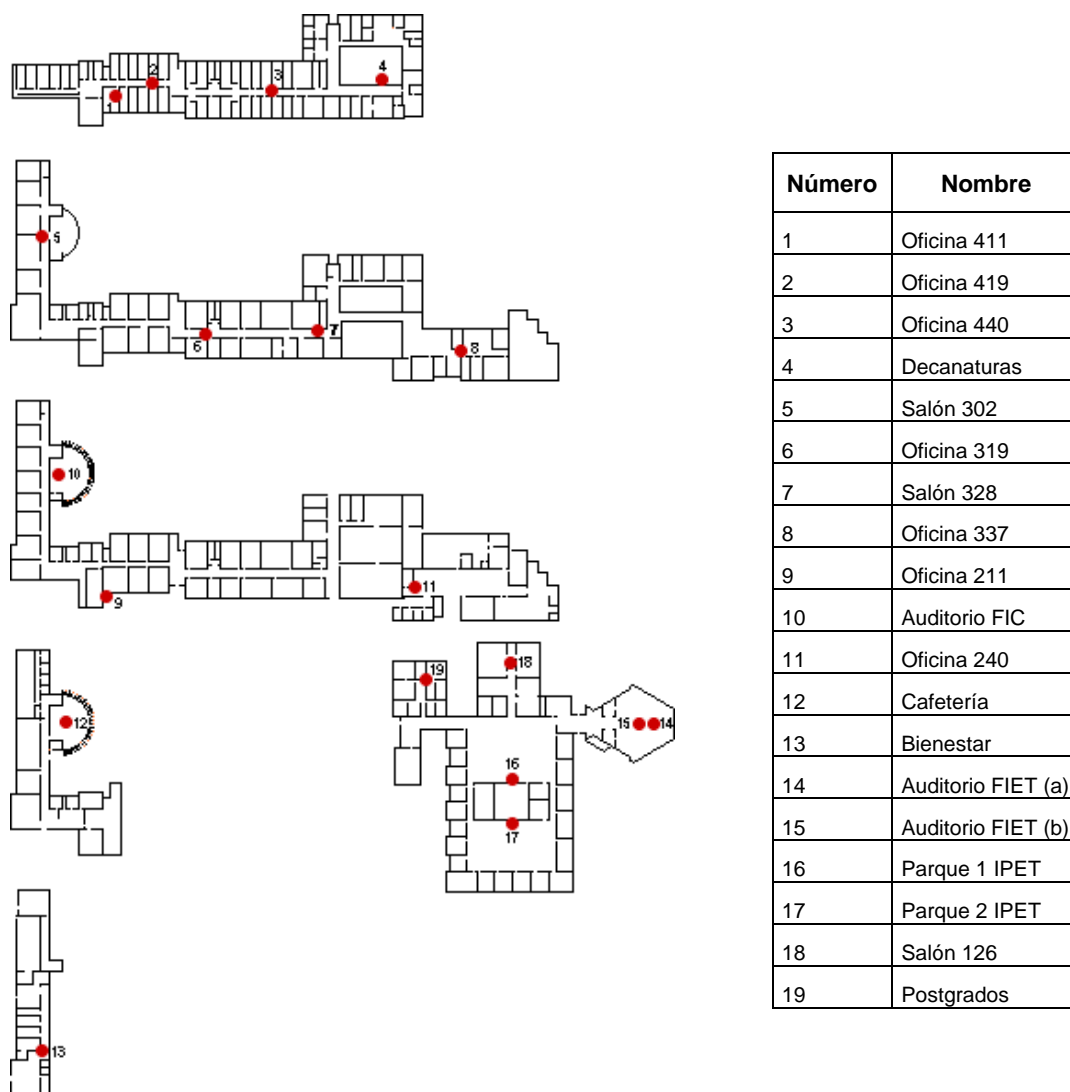 2
3
4
5
6
7
8
10
9
11
12
19
18
15
14
16
17
13
Número Nombre
1 Oficina 411
2 Oficina 419
3 Oficina 440
4 Decanaturas
5 Salón 302
6 Oficina 319
7 Salón 328
8 Oficina 337
9 Oficina 211
10 Auditorio FIC
11 Oficina 240
12 Cafetería
13 Bienestar
14 Auditorio FIET (a)
15 Auditorio FIET (b)
16 Parque 1 IPET
17 Parque 2 IPET
18 Salón 126
19 Postgrados